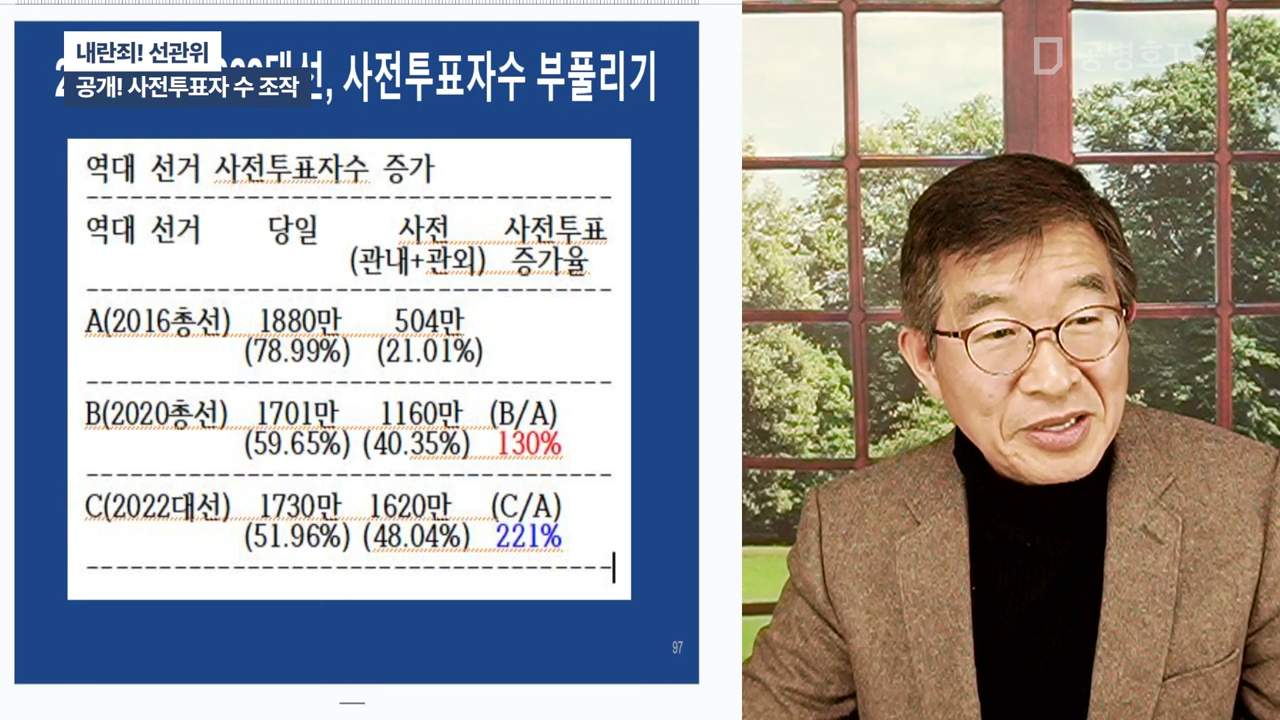 내란죄! 선관위
공개! 사전투표자 수 조작
대선, 사전투표자수 부풀리기
공병호TV
역대 선거 사전투표자수 증가
역대 선거 당일 사전 사전투표
(관내+관외) 증가율
A(2016총선) 1880만 504만
(78.99%) (21.01%)
B(2020총선) 1701만 1160만 (B/A)
(59.65%) (40.35%) 130%
C(2022대선) 1730만 1620만 (C/A)
(51.96%) (48.04%) 221%
97